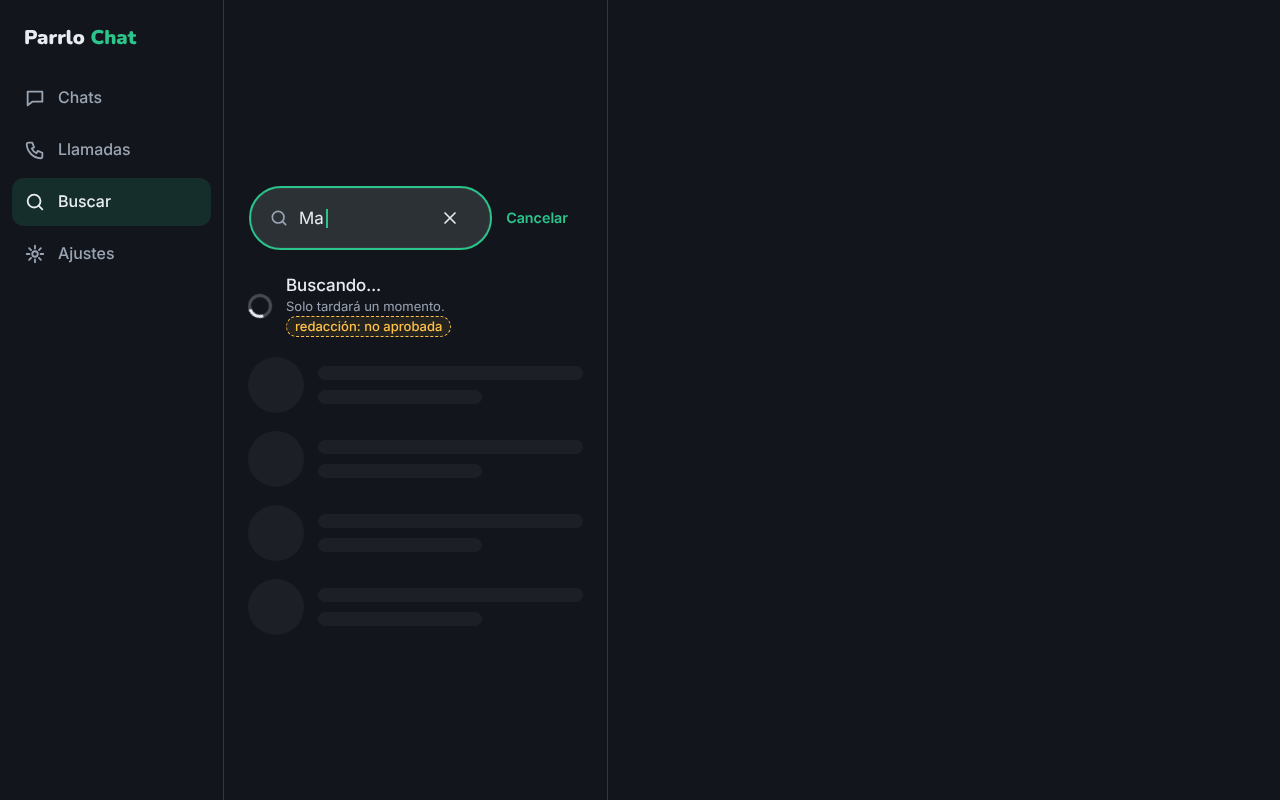 Parrlo Chat
Chats
Llamadas
Buscar
Ajustes
Ma
Cancelar
Buscando...
Solo tardará un momento.
redacción: no aprobada